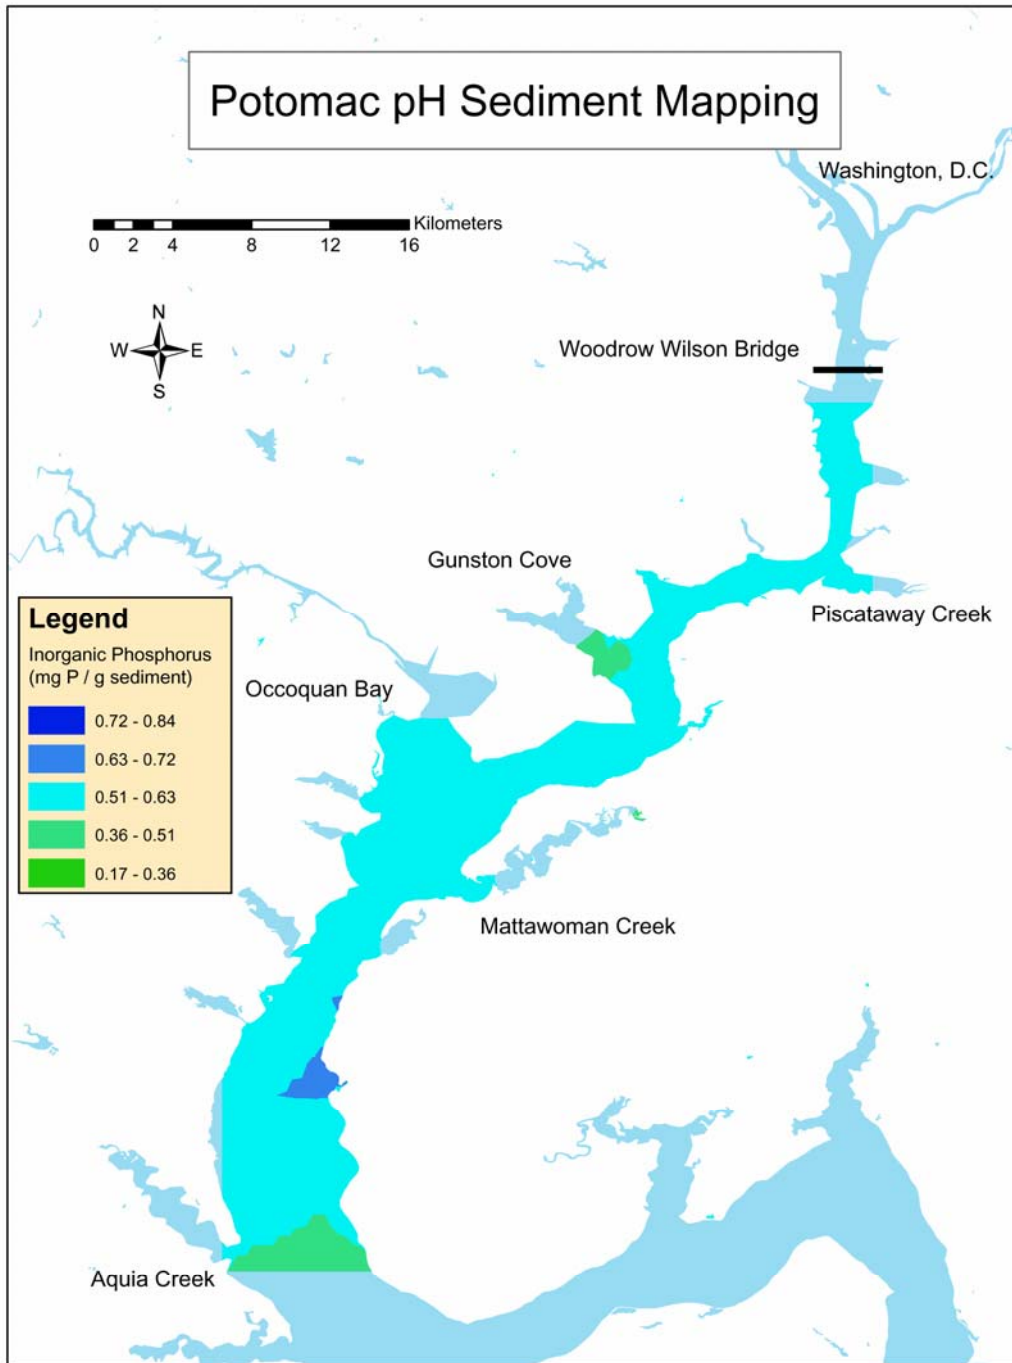 Potomac pH Sediment Mapping
Washington, D.C.
Kilometers
0 2 4 8 12 16
N
W E
S
Woodrow Wilson Bridge
Gunston Cove
Piscataway Creek
Legend
Inorganic Phosphorus
(mg P / g sediment)
0.72 - 0.84
0.63 - 0.72
0.51 - 0.63
0.36 - 0.51
0.17 - 0.36
Occoquan Bay
Mattawoman Creek
Aquia Creek